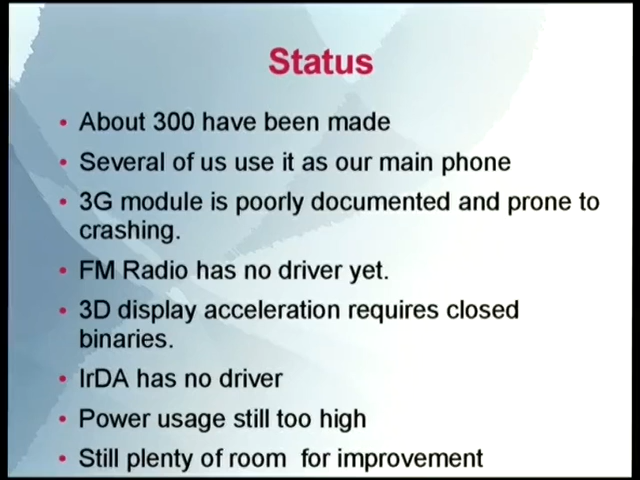 Status
• About 300 have been made
• Several of us use it as our main phone
• 3G module is poorly documented and prone to
crashing.
• FM Radio has no driver yet.
• 3D display acceleration requires closed
binaries.
• IrDA has no driver
• Power usage still too high
• Still plenty of room  for improvement